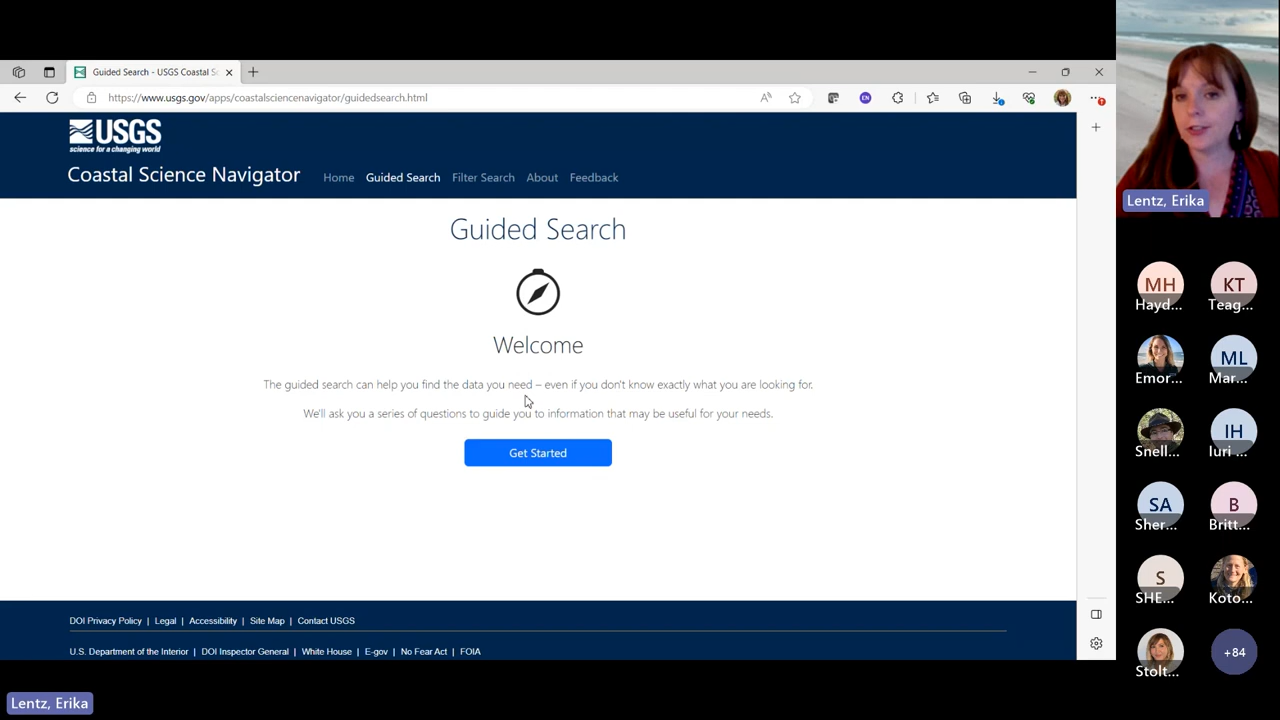 Guided Search - USGS Coastal Sc
https://www.usgs.gov/apps/coastalsciencenavigator/guidedsearch.html
USGS
science for a changing world
Coastal Science Navigator
Home
Guided Search
Filter Search
About
Feedback
Guided Search
Welcome
The guided search can help you find the data you need – even if you don't know exactly what you are looking for.
We'll ask you a series of questions to guide you to information that may be useful for your needs.
Get Started
DOI Privacy Policy | Legal | Accessibility | Site Map | Contact USGS
U.S. Department of the Interior | DOI Inspector General | White House | E-gov | No Fear Act | FOIA
Lentz, Erika
Lentz, Erika
MH
Hayd...
KT
Teag...
Emor...
ML
Mar...
Snell...
IH
Iuri ...
SA
Sher...
B
Britt...
S
SHE...
Koto...
Stolt...
+84